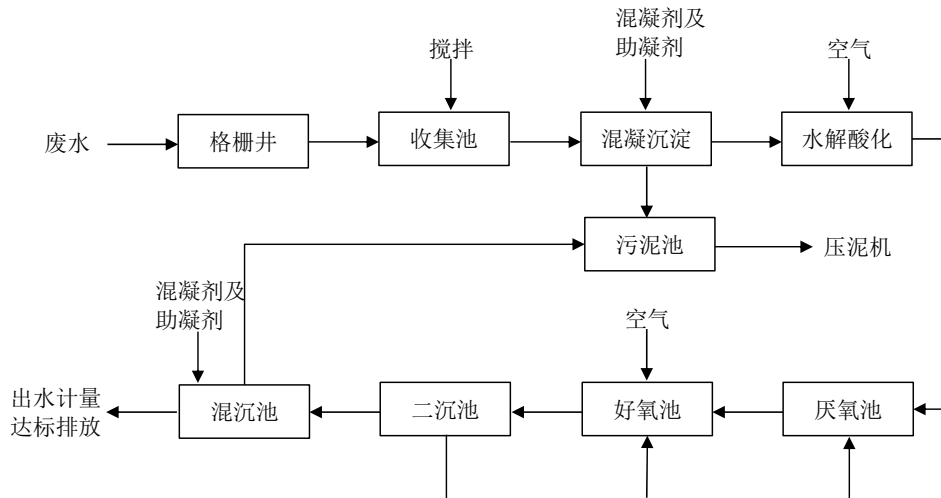 混凝剂及
助凝剂
搅拌
空气
废水
格栅井
收集池
混凝沉淀
水解酸化
污泥池
压泥机
混凝剂及
助凝剂
空气
出水计量
达标排放
混沉池
二沉池
好氧池
厌氧池